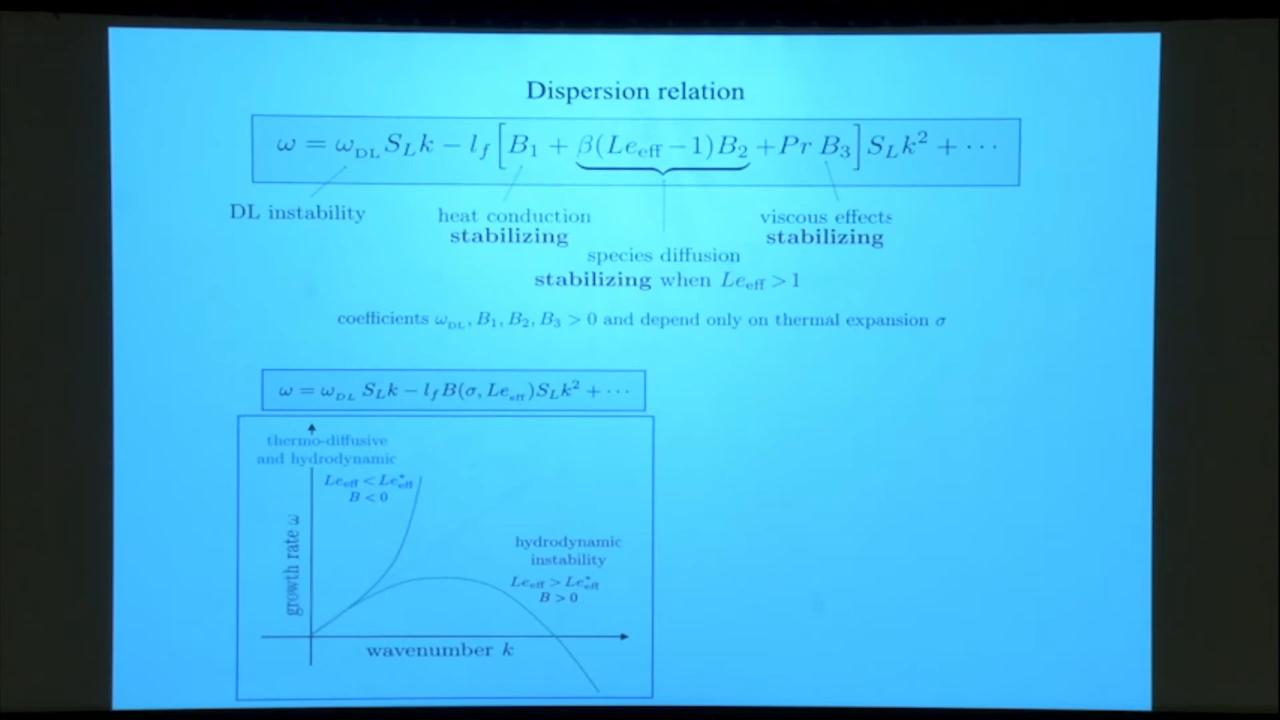 Dispersion relation
ω = ω_DL S_L k − l_f [B_1 + β(Le_eff − 1)B_2 + Pr B_3] S_L k² + ···
DL instability
heat conduction
stabilizing
viscous effects
stabilizing
species diffusion
stabilizing when Le_eff > 1
coefficients ω_DL, B_1, B_2, B_3 > 0 and depend only on thermal expansion σ
ω = ω_DL S_L k − l_f B(σ, Le_eff) S_L k² + ···
thermo-diffusive
and hydrodynamic
Le_eff < Le*_eff
B < 0
growth rate ω
hydrodynamic
instability
Le_eff > Le*_eff
B > 0
wavenumber k